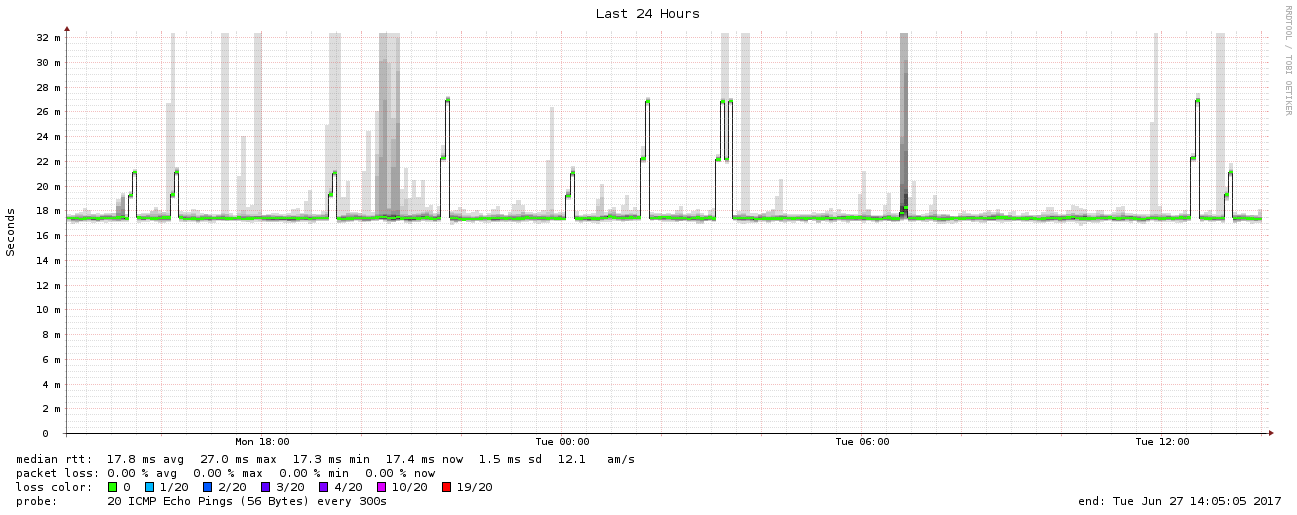 Last 24 Hours
RRDTOOL / TOBI OETIKER
Seconds
32 m
30 m
28 m
26 m
24 m
22 m
20 m
18 m
16 m
14 m
12 m
10 m
8 m
6 m
4 m
2 m
0
Mon 18:00 Tue 00:00 Tue 06:00 Tue 12:00
median rtt: 17.8 ms avg 27.0 ms max 17.3 ms min 17.4 ms now 1.5 ms sd 12.1 am/s
packet loss: 0.00 % avg 0.00 % max 0.00 % min 0.00 % now
loss color: 0 1/20 2/20 3/20 4/20 10/20 19/20
probe: 20 ICMP Echo Pings (56 Bytes) every 300s end: Tue Jun 27 14:05:05 2017